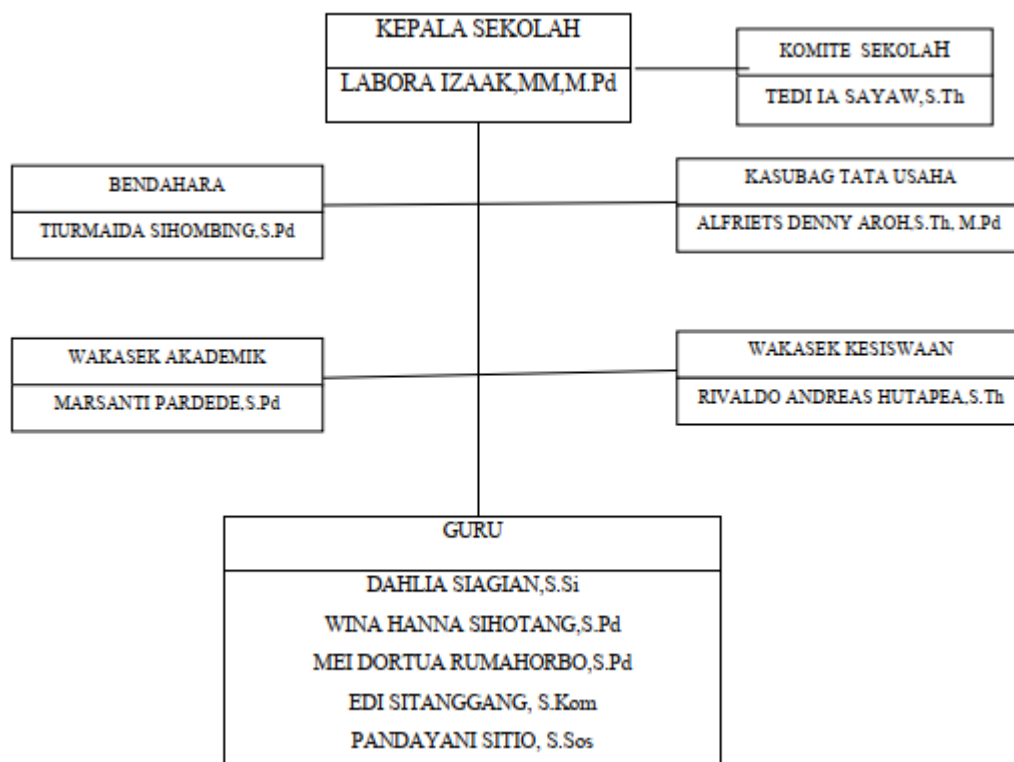 KEPALA SEKOLAH
LABORA IZAAK,MM,M.Pd
KOMITE SEKOLAH
TEDI IA SAYAW,S.Th
BENDAHARA
TIURMAIDA SIHOMBING,S.Pd
KASUBAG TATA USAHA
ALFRIETS DENNY AROH,S.Th, M.Pd
WAKASEK AKADEMIK
MARSANTI PARDEDE,S.Pd
WAKASEK KESISWAAN
RIVALDO ANDREAS HUTAPEA,S.Th
GURU
DAHLIA SIAGIAN,S.Si
WINA HANNA SIHOTANG,S.Pd
MEI DORTUA RUMAHORBO,S.Pd
EDI SITANGGANG, S.Kom
PANDAYANI SITIO, S.Sos